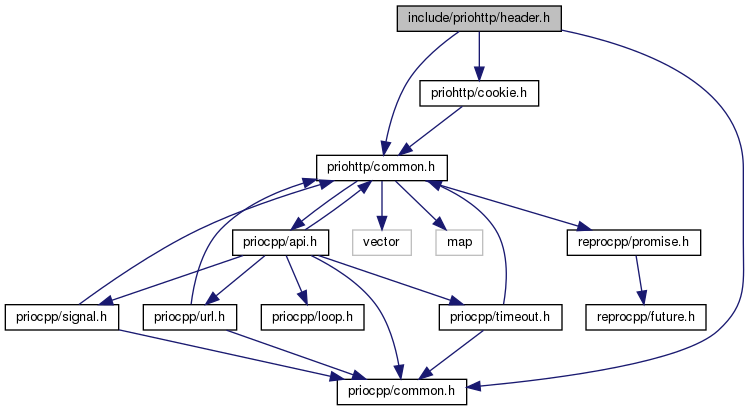 include/priohttp/header.h
priohttp/cookie.h
priohttp/common.h
priocpp/api.h
vector
map
reprocpp/promise.h
priocpp/signal.h
priocpp/url.h
priocpp/loop.h
priocpp/timeout.h
reprocpp/future.h
priocpp/common.h